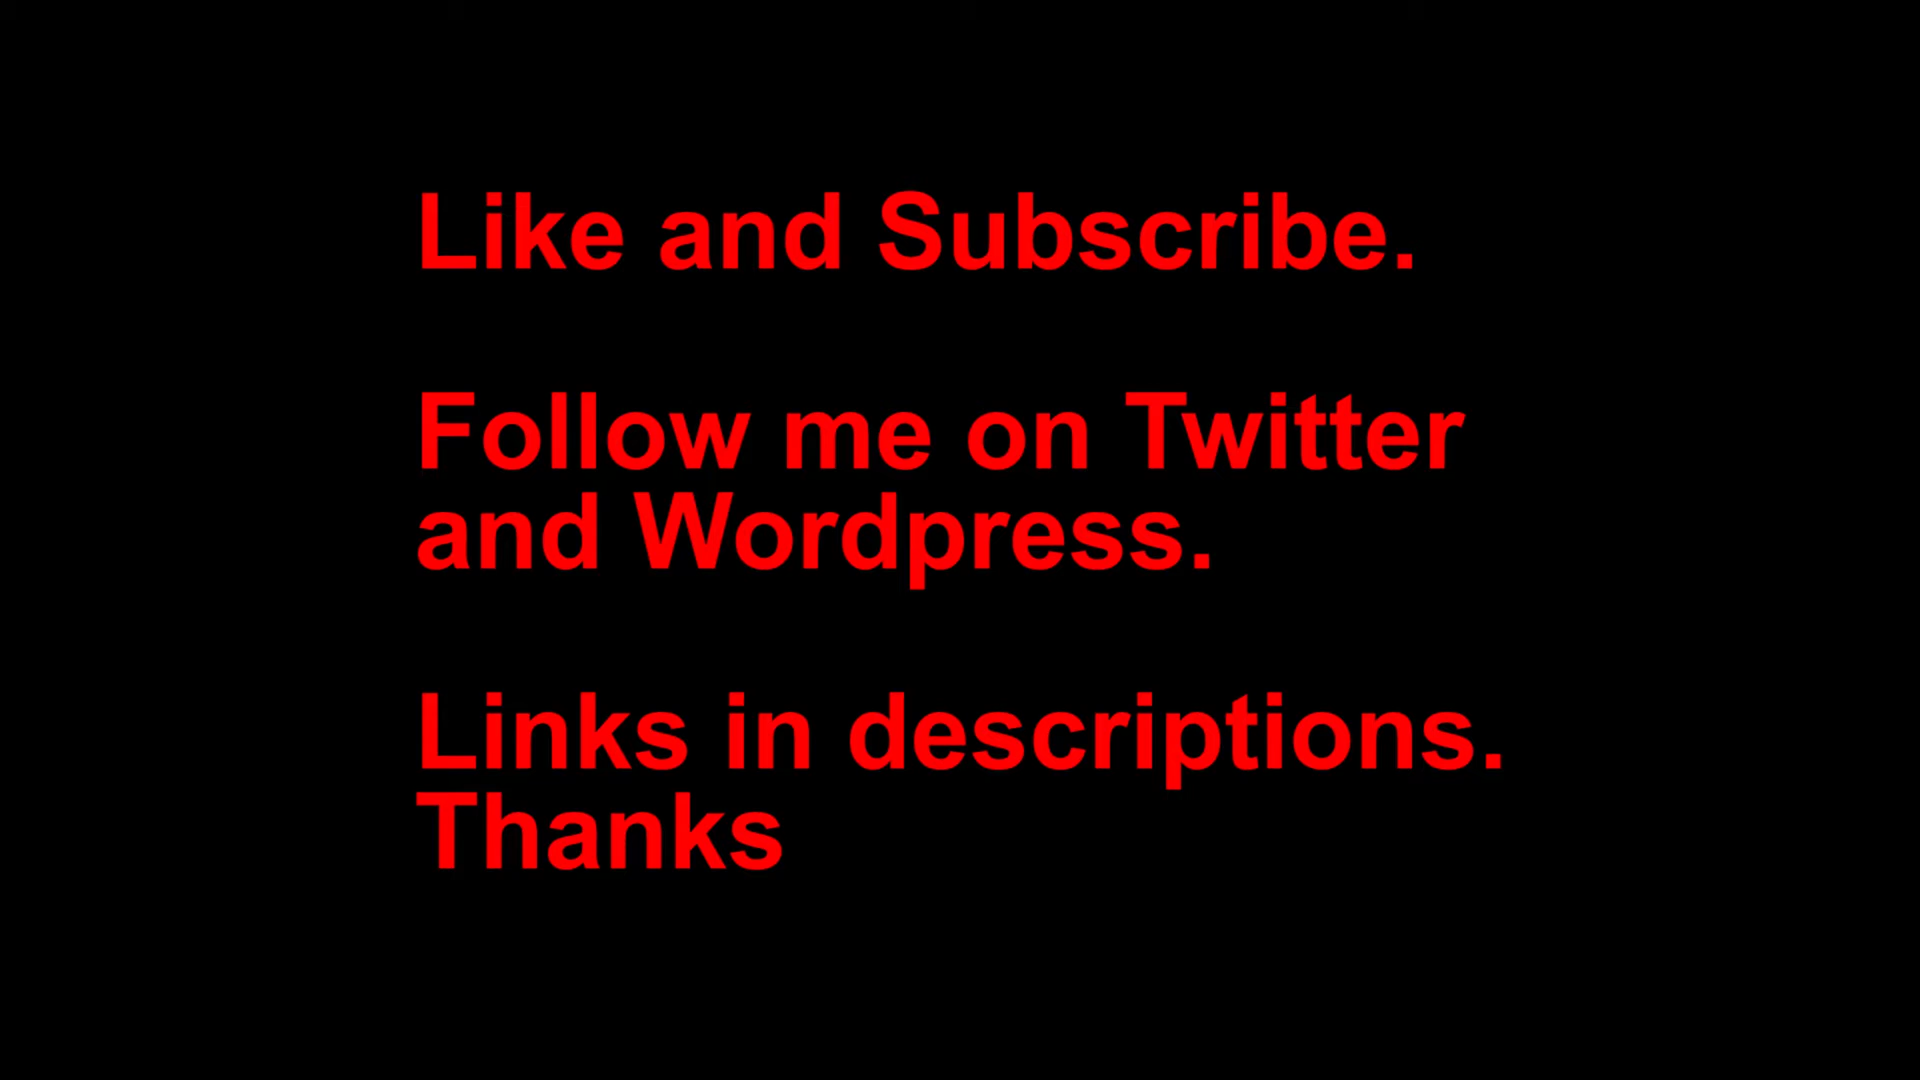 Like and Subscribe.
Follow me on Twitter
and Wordpress.
Links in descriptions.
Thanks